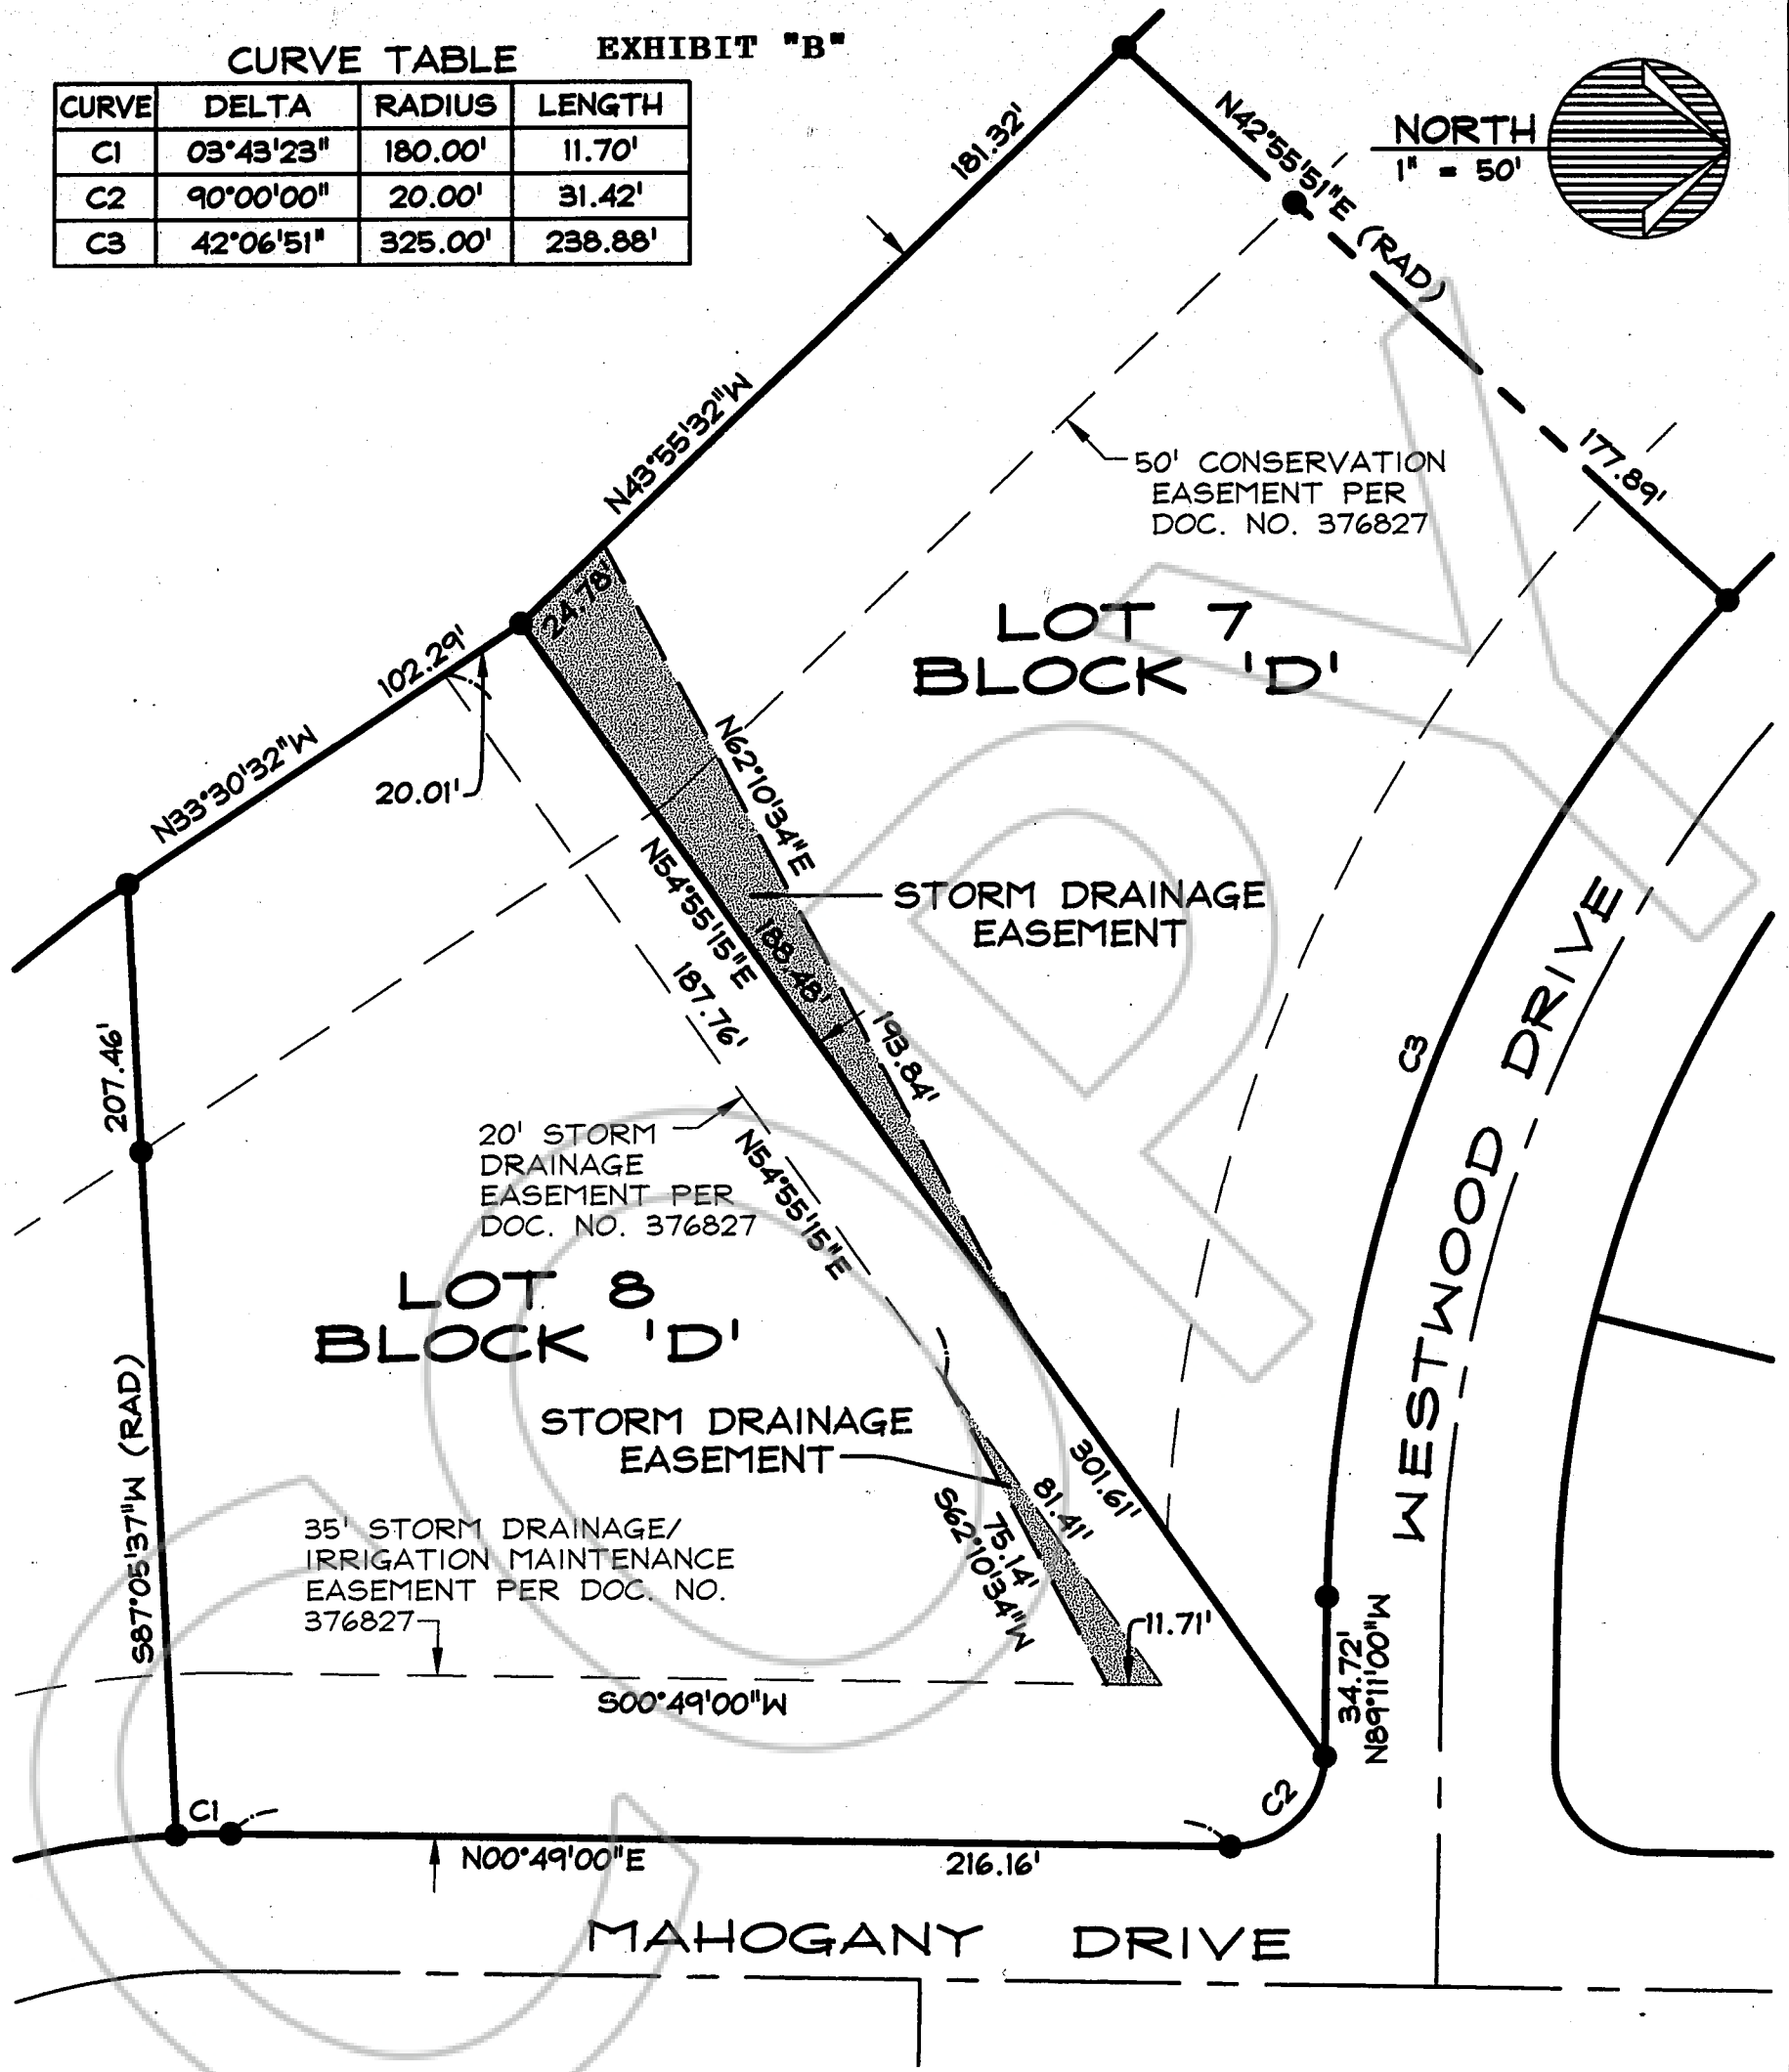 EXHIBIT "B"
CURVE TABLE
CURVE DELTA RADIUS LENGTH
C1 03°43'23" 180.00' 11.70'
C2 90°00'00" 20.00' 31.42'
C3 42°06'51" 325.00' 238.88'
NORTH
1" = 50'
181.32'
N42°55'51"E (RAD)
N43°55'32"W
177.89'
50' CONSERVATION
EASEMENT PER
DOC. NO. 376827
24.78'
LOT 7
BLOCK 'D'
102.29'
N33°30'32"W
20.01'
N62°10'34"E
N54°55'15"E
188.48'
STORM DRAINAGE
EASEMENT
187.76'
193.84'
207.46'
C3
WESTWOOD DRIVE
20' STORM
DRAINAGE
EASEMENT PER
DOC. NO. 376827
N54°55'15"E
LOT 8
BLOCK 'D'
STORM DRAINAGE
EASEMENT
301.61'
81.41'
75.14'
S62°10'34"W
S87°05'37"W (RAD)
35' STORM DRAINAGE/
IRRIGATION MAINTENANCE
EASEMENT PER DOC. NO.
376827
11.71'
34.72'
N89°11'00"W
S00°49'00"W
C1
C2
N00°49'00"E
216.16'
MAHOGANY DRIVE
COPY